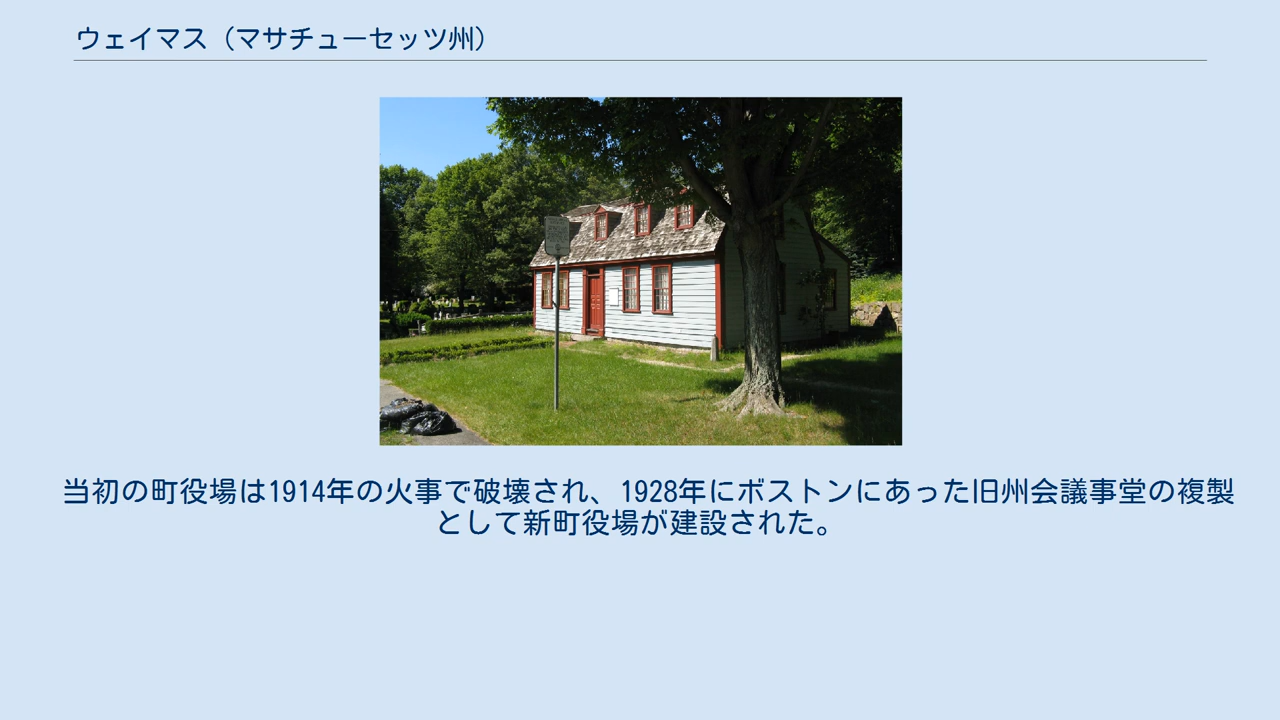 ウェイマス（マサチューセッツ州）
当初の町役場は1914年の火事で破壊され、1928年にボストンにあった旧州会議事堂の複製
として新町役場が建設された。